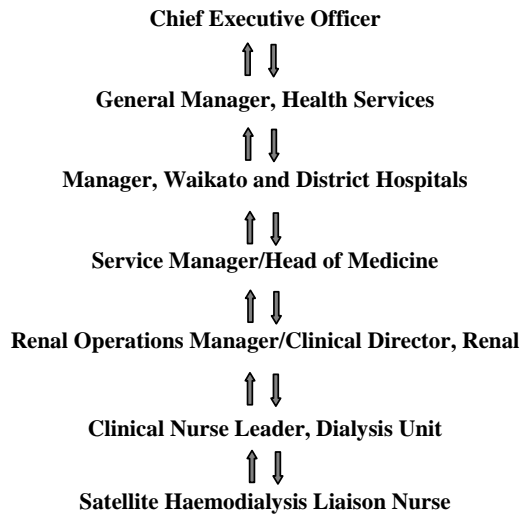 Chief Executive Officer
General Manager, Health Services
Manager, Waikato and District Hospitals
Service Manager/Head of Medicine
Renal Operations Manager/Clinical Director, Renal
Clinical Nurse Leader, Dialysis Unit
Satellite Haemodialysis Liaison Nurse